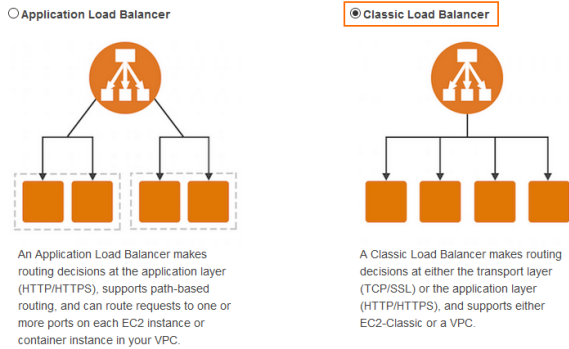 Application Load Balancer
An Application Load Balancer makes
routing decisions at the application layer
(HTTP/HTTPS), supports path-based
routing, and can route requests to one or
more ports on each EC2 instance or
container instance in your VPC.
Classic Load Balancer
A Classic Load Balancer makes routing
decisions at either the transport layer
(TCP/SSL) or the application layer
(HTTP/HTTPS), and supports either
EC2-Classic or a VPC.